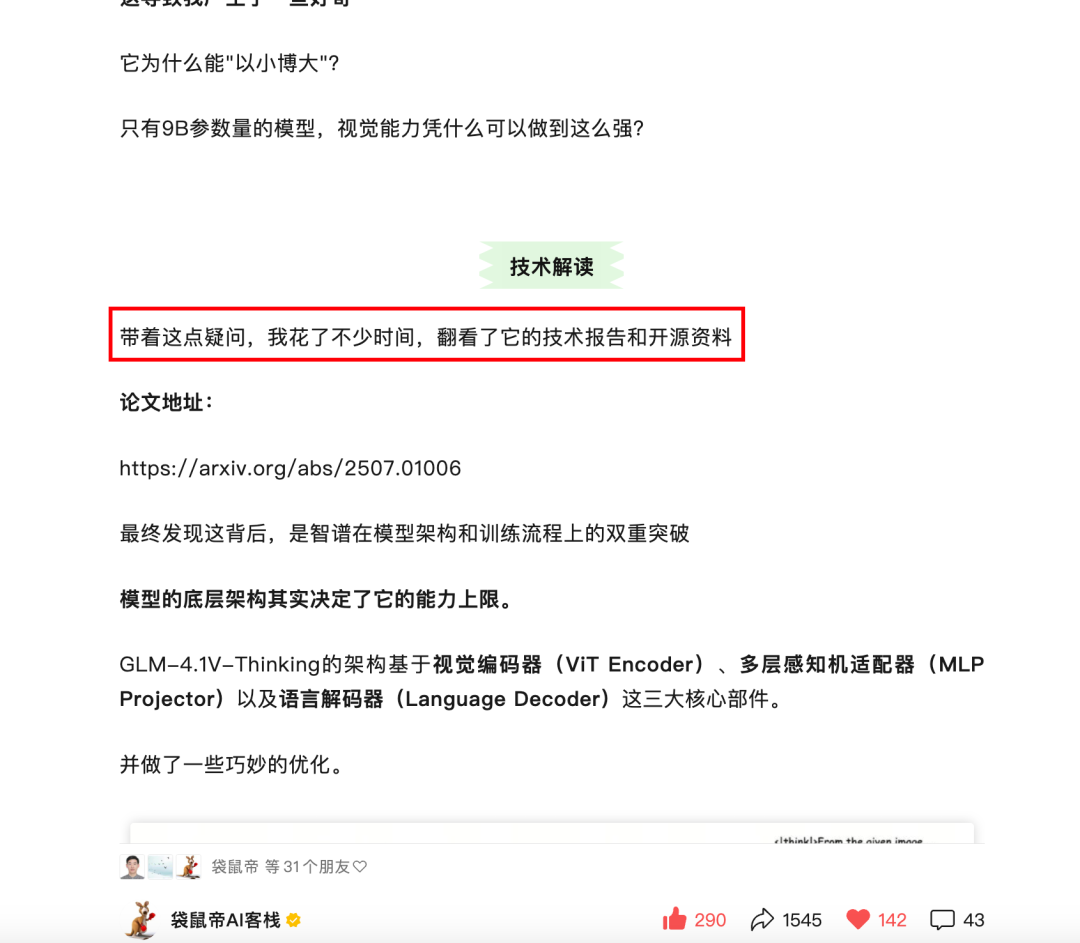 它为什么能"以小博大"?
只有9B参数量的模型，视觉能力凭什么可以做到这么强?
技术解读
带着这点疑问，我花了不少时间，翻看了它的技术报告和开源资料
论文地址：
https://arxiv.org/abs/2507.01006
最终发现这背后，是智谱在模型架构和训练流程上的双重突破
模型的底层架构其实决定了它的能力上限。
GLM-4.1V-Thinking的架构基于视觉编码器（ViT Encoder）、多层感知机适配器（MLP
Projector）以及语言解码器（Language Decoder）这三大核心部件。
并做了一些巧妙的优化。
<|think|>From the given image
袋鼠帝 等31个朋友♡
袋鼠帝AI客栈
290 1545 142 43